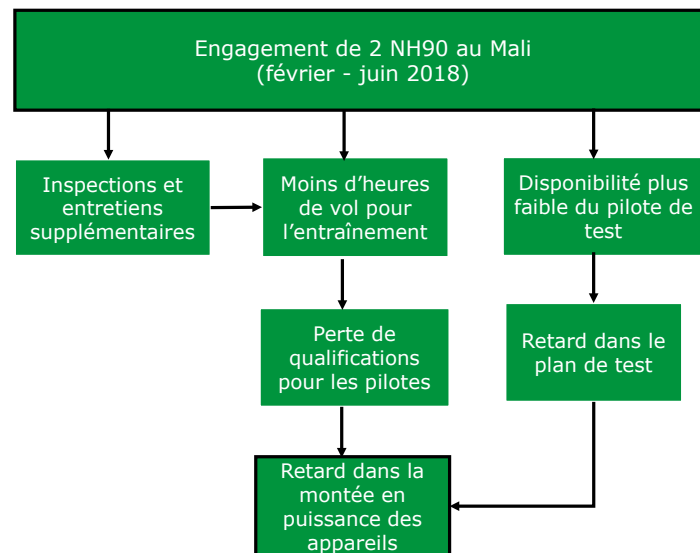 Engagement de 2 NH90 au Mali
(février - juin 2018)
Inspections et
entretiens
supplémentaires
Moins d'heures
de vol pour
l'entraînement
Disponibilité plus
faible du pilote de
test
Perte de
qualifications
pour les pilotes
Retard dans le
plan de test
Retard dans la
montée en
puissance des
appareils